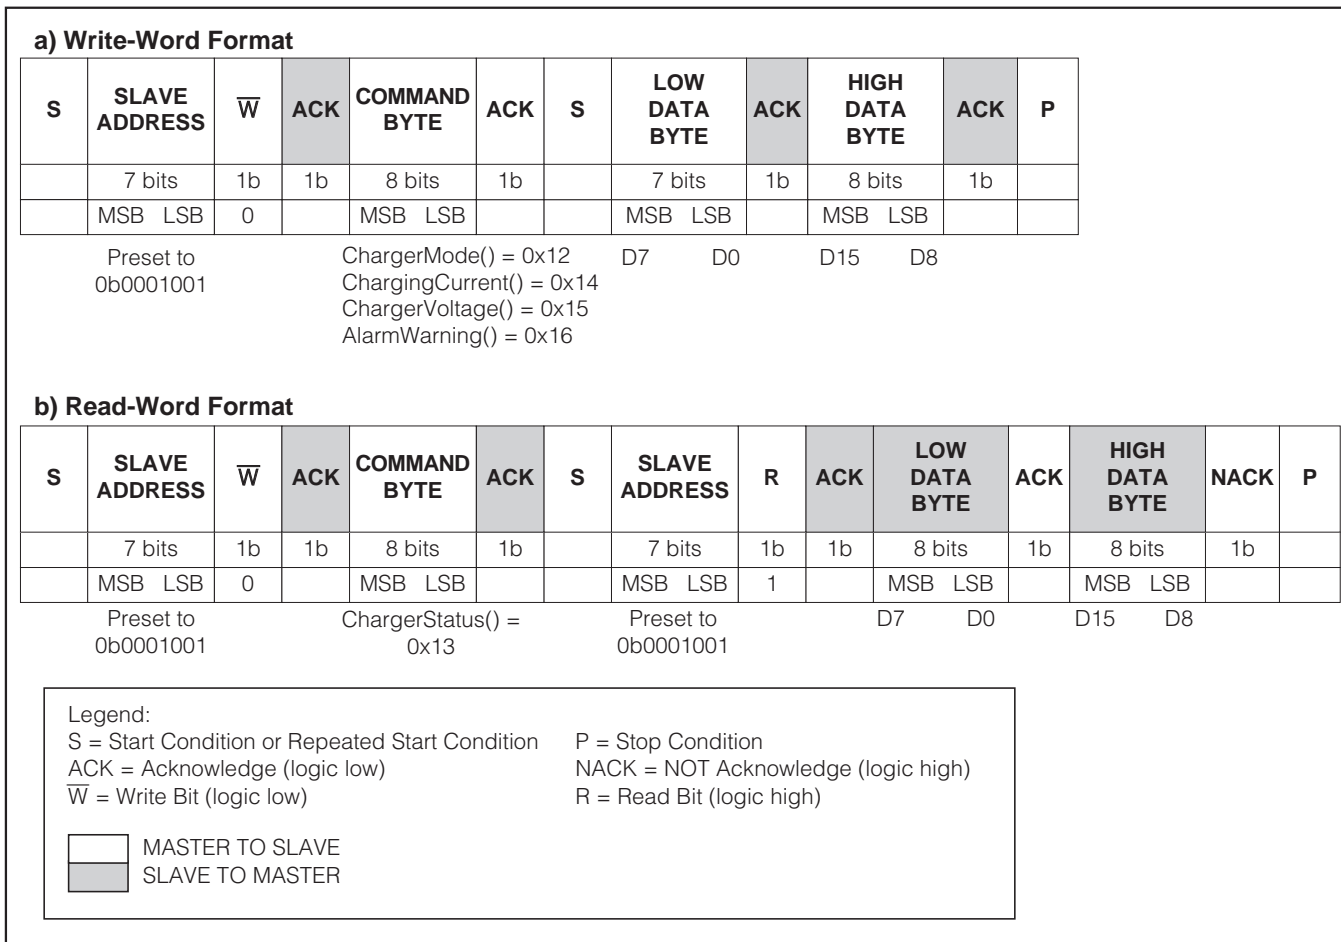 a) Write-Word Format
S SLAVE ADDRESS W̅ ACK COMMAND BYTE ACK S LOW DATA BYTE ACK HIGH DATA BYTE ACK P
7 bits 1b 1b 8 bits 1b 7 bits 1b 8 bits 1b
MSB LSB 0 MSB LSB MSB LSB MSB LSB
Preset to 0b0001001
ChargerMode() = 0x12
ChargingCurrent() = 0x14
ChargerVoltage() = 0x15
AlarmWarning() = 0x16
D7 D0 D15 D8
b) Read-Word Format
S SLAVE ADDRESS W̅ ACK COMMAND BYTE ACK S SLAVE ADDRESS R ACK LOW DATA BYTE ACK HIGH DATA BYTE NACK P
7 bits 1b 1b 8 bits 1b 7 bits 1b 1b 8 bits 1b 8 bits 1b
MSB LSB 0 MSB LSB MSB LSB 1 MSB LSB MSB LSB
Preset to 0b0001001
ChargerStatus() = 0x13
Preset to 0b0001001
D7 D0 D15 D8
Legend:
S = Start Condition or Repeated Start Condition P = Stop Condition
ACK = Acknowledge (logic low) NACK = NOT Acknowledge (logic high)
W̅ = Write Bit (logic low) R = Read Bit (logic high)
MASTER TO SLAVE
SLAVE TO MASTER